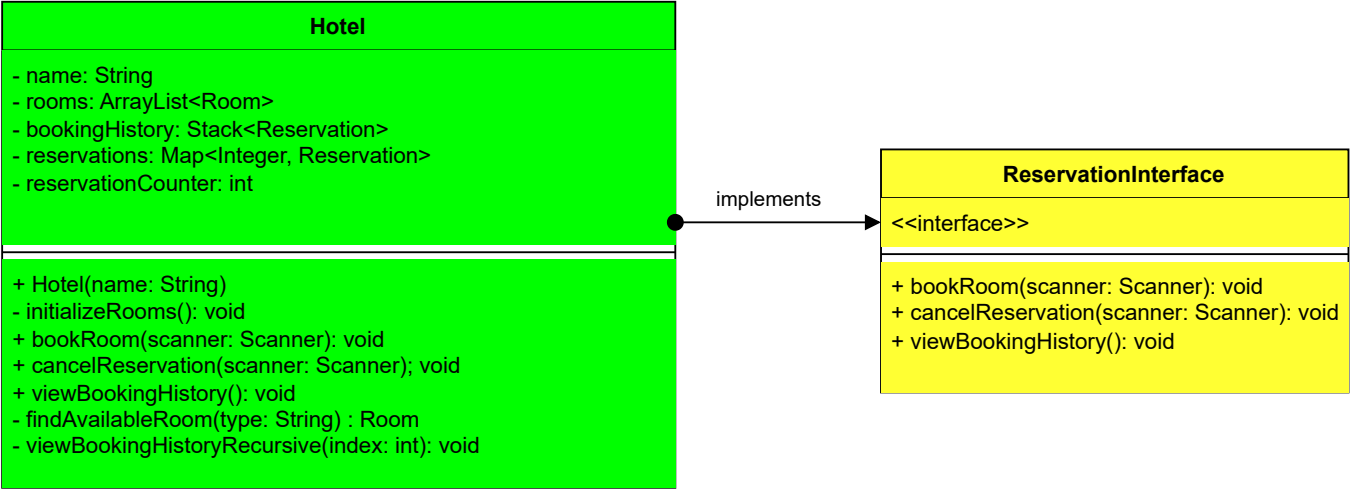 Hotel
- name: String
- rooms: ArrayList<Room>
- bookingHistory: Stack<Reservation>
- reservations: Map<Integer, Reservation>
- reservationCounter: int
+ Hotel(name: String)
- initializeRooms(): void
+ bookRoom(scanner: Scanner): void
+ cancelReservation(scanner: Scanner); void
+ viewBookingHistory(): void
- findAvailableRoom(type: String) : Room
- viewBookingHistoryRecursive(index: int): void
implements
ReservationInterface
<<interface>>
+ bookRoom(scanner: Scanner): void
+ cancelReservation(scanner: Scanner): void
+ viewBookingHistory(): void